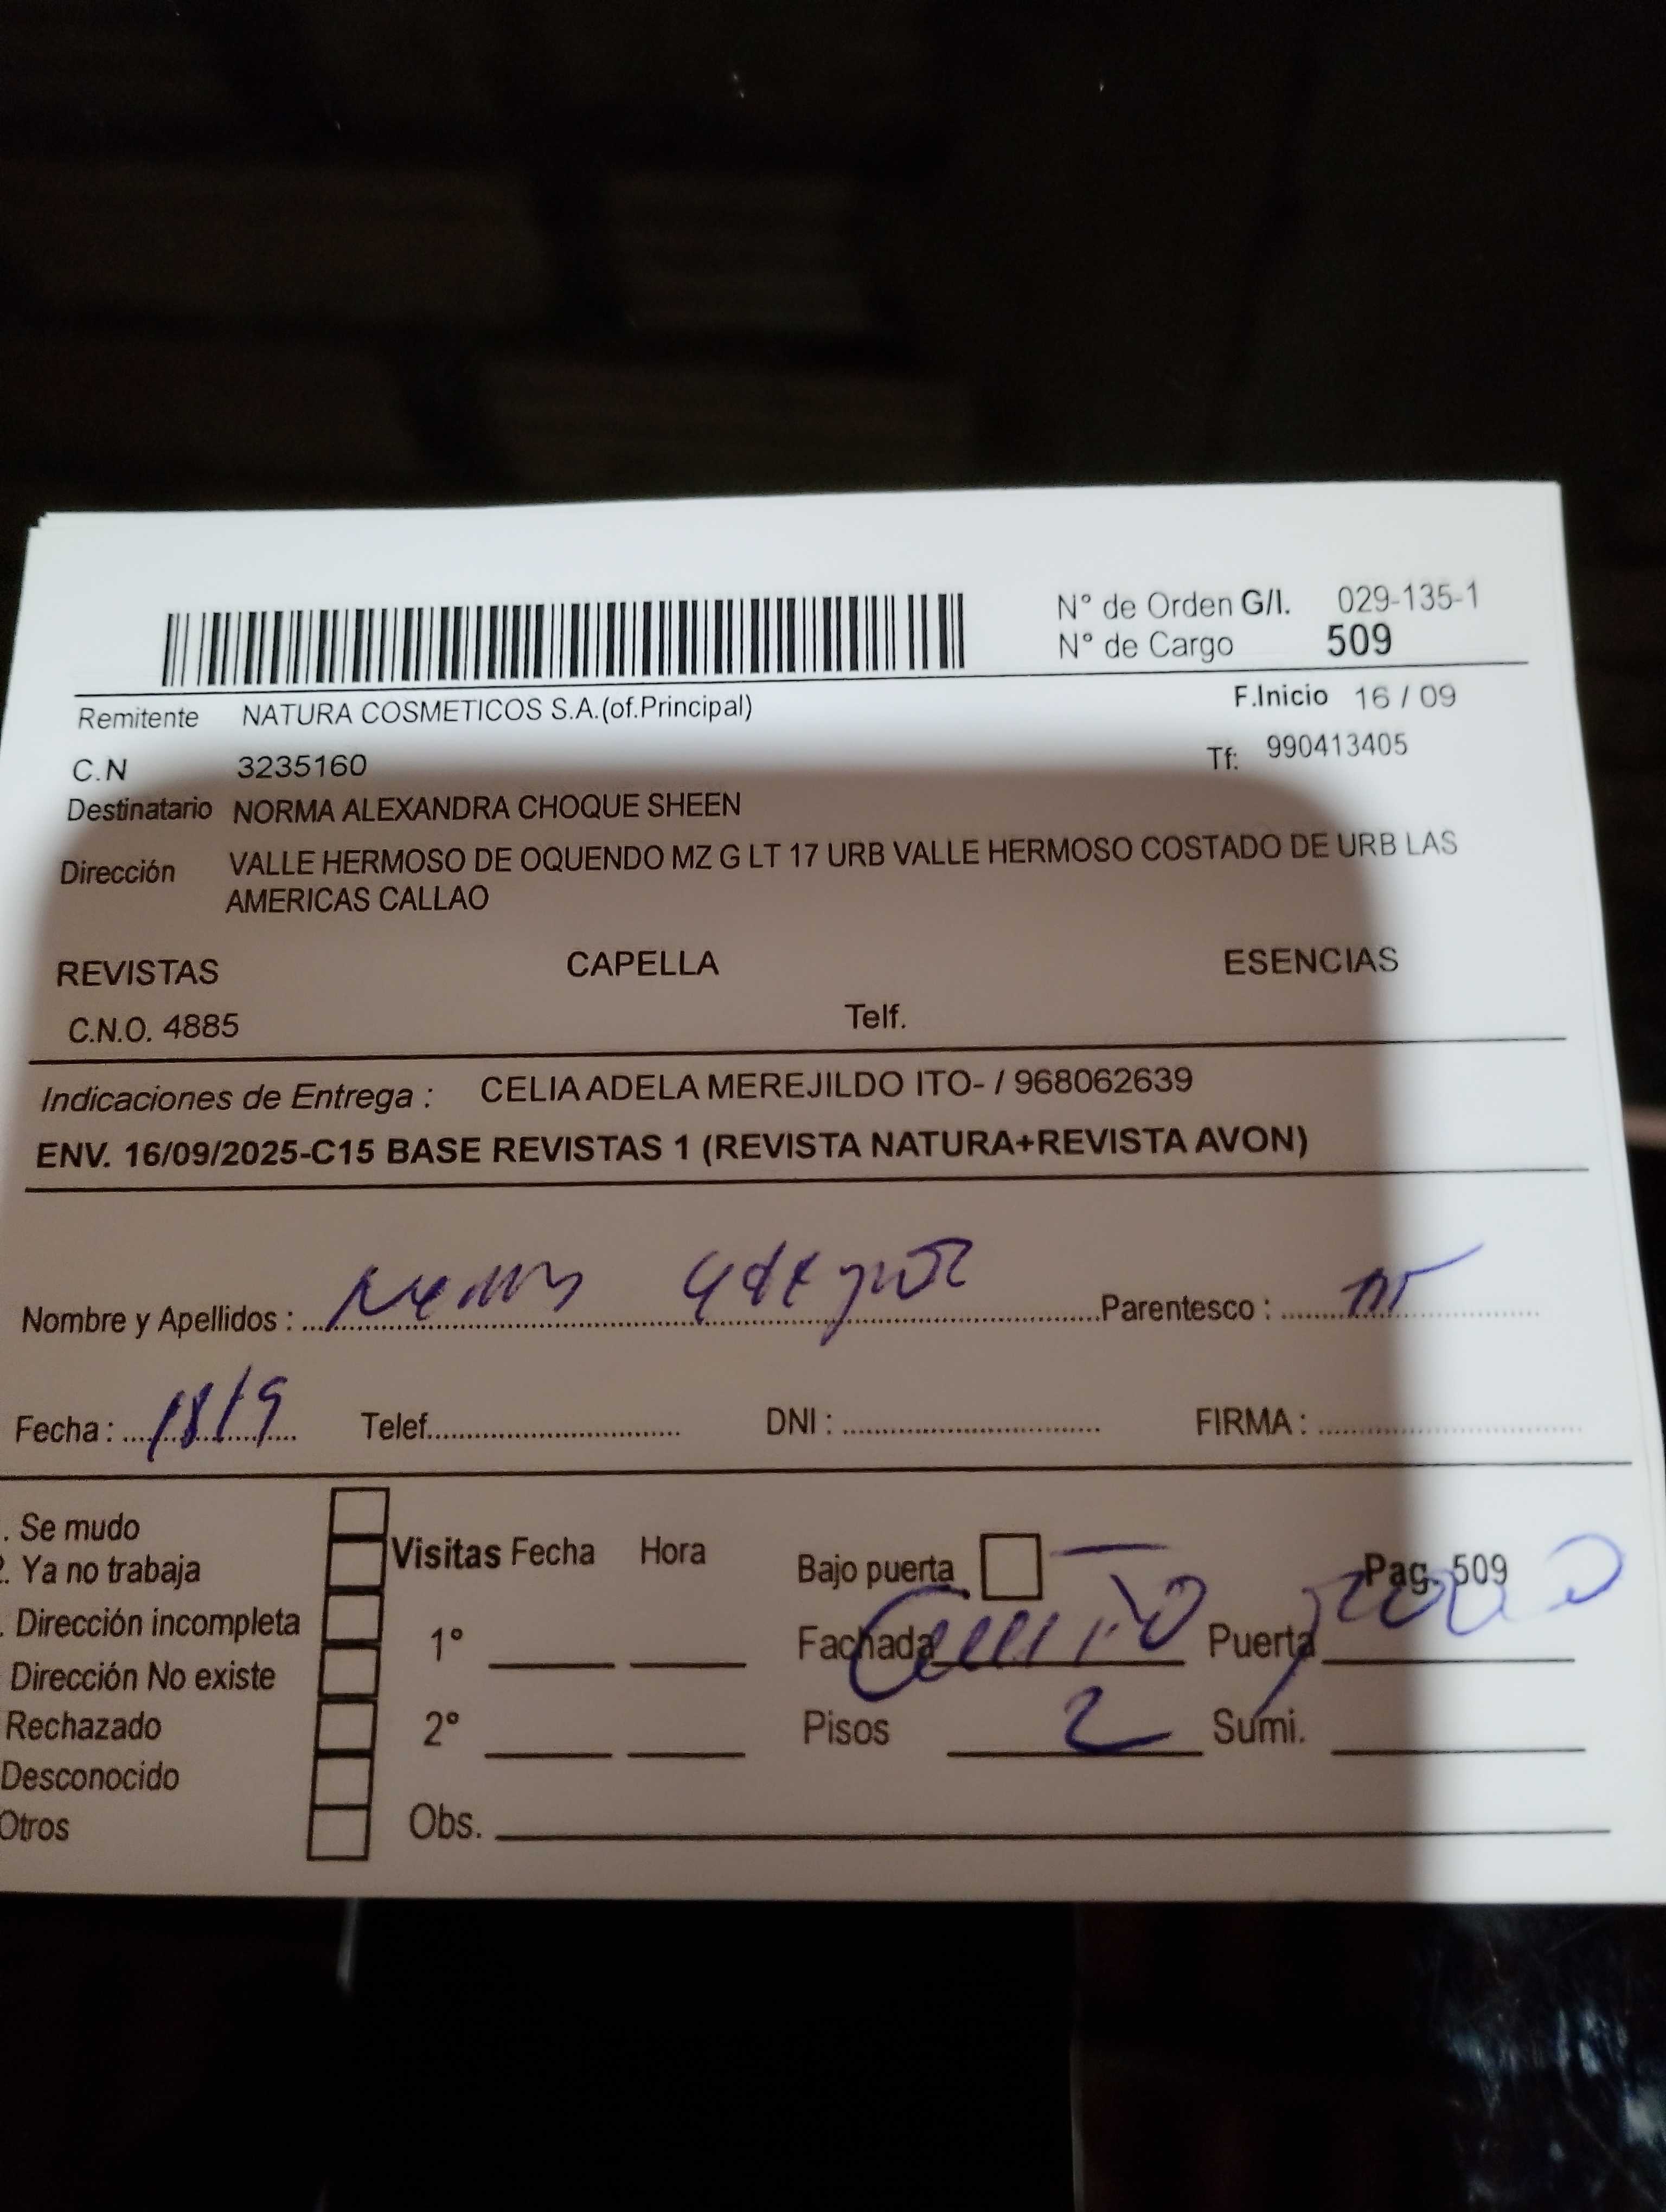 N° de Orden G/I. 029-135-1
N° de Cargo 509
Remitente NATURA COSMETICOS S.A.(of.Principal) F.Inicio 16 / 09
C.N 3235160 Tf: 990413405
Destinatario NORMA ALEXANDRA CHOQUE SHEEN
Dirección VALLE HERMOSO DE OQUENDO MZ G LT 17 URB VALLE HERMOSO COSTADO DE URB LAS
AMERICAS CALLAO
REVISTAS CAPELLA ESENCIAS
C.N.O. 4885 Telf.
Indicaciones de Entrega : CELIA ADELA MEREJILDO ITO- / 968062639
ENV. 16/09/2025-C15 BASE REVISTAS 1 (REVISTA NATURA+REVISTA AVON)
Nombre y Apellidos : Parentesco :
Fecha : 18/9 Telef. DNI : FIRMA :
. Se mudo
2. Ya no trabaja Visitas Fecha Hora Bajo puerta Pag. 509
. Dirección incompleta 1° Fachada Puerta
Dirección No existe
Rechazado 2° Pisos 2 Sumi.
Desconocido
Otros Obs.